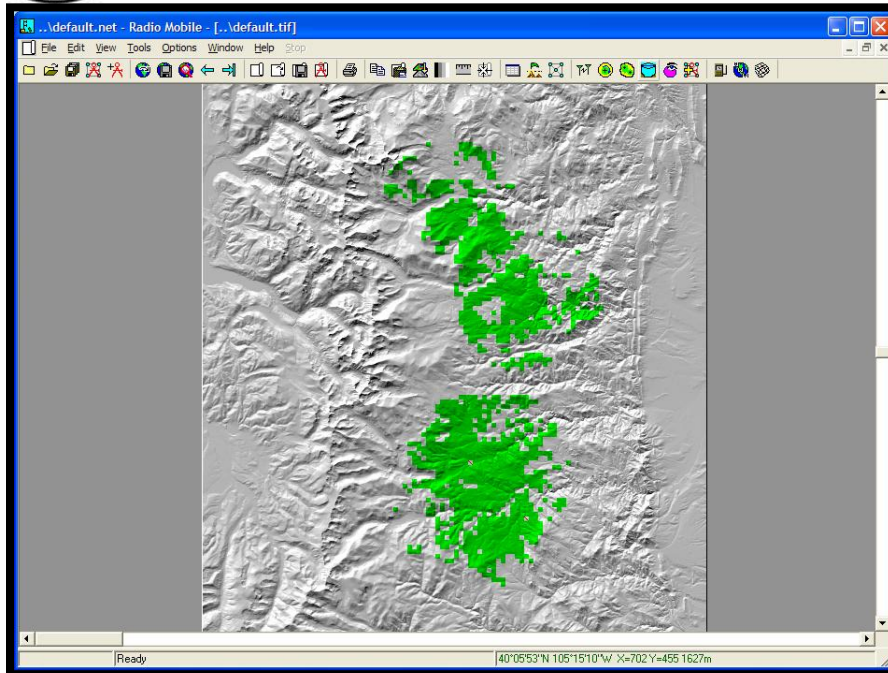 ..\default.net - Radio Mobile - [..\default.tif]
File Edit View Tools Options Window Help Stop
Ready
40°05'53"N 105°15'10"W X=702 Y=455 1627m